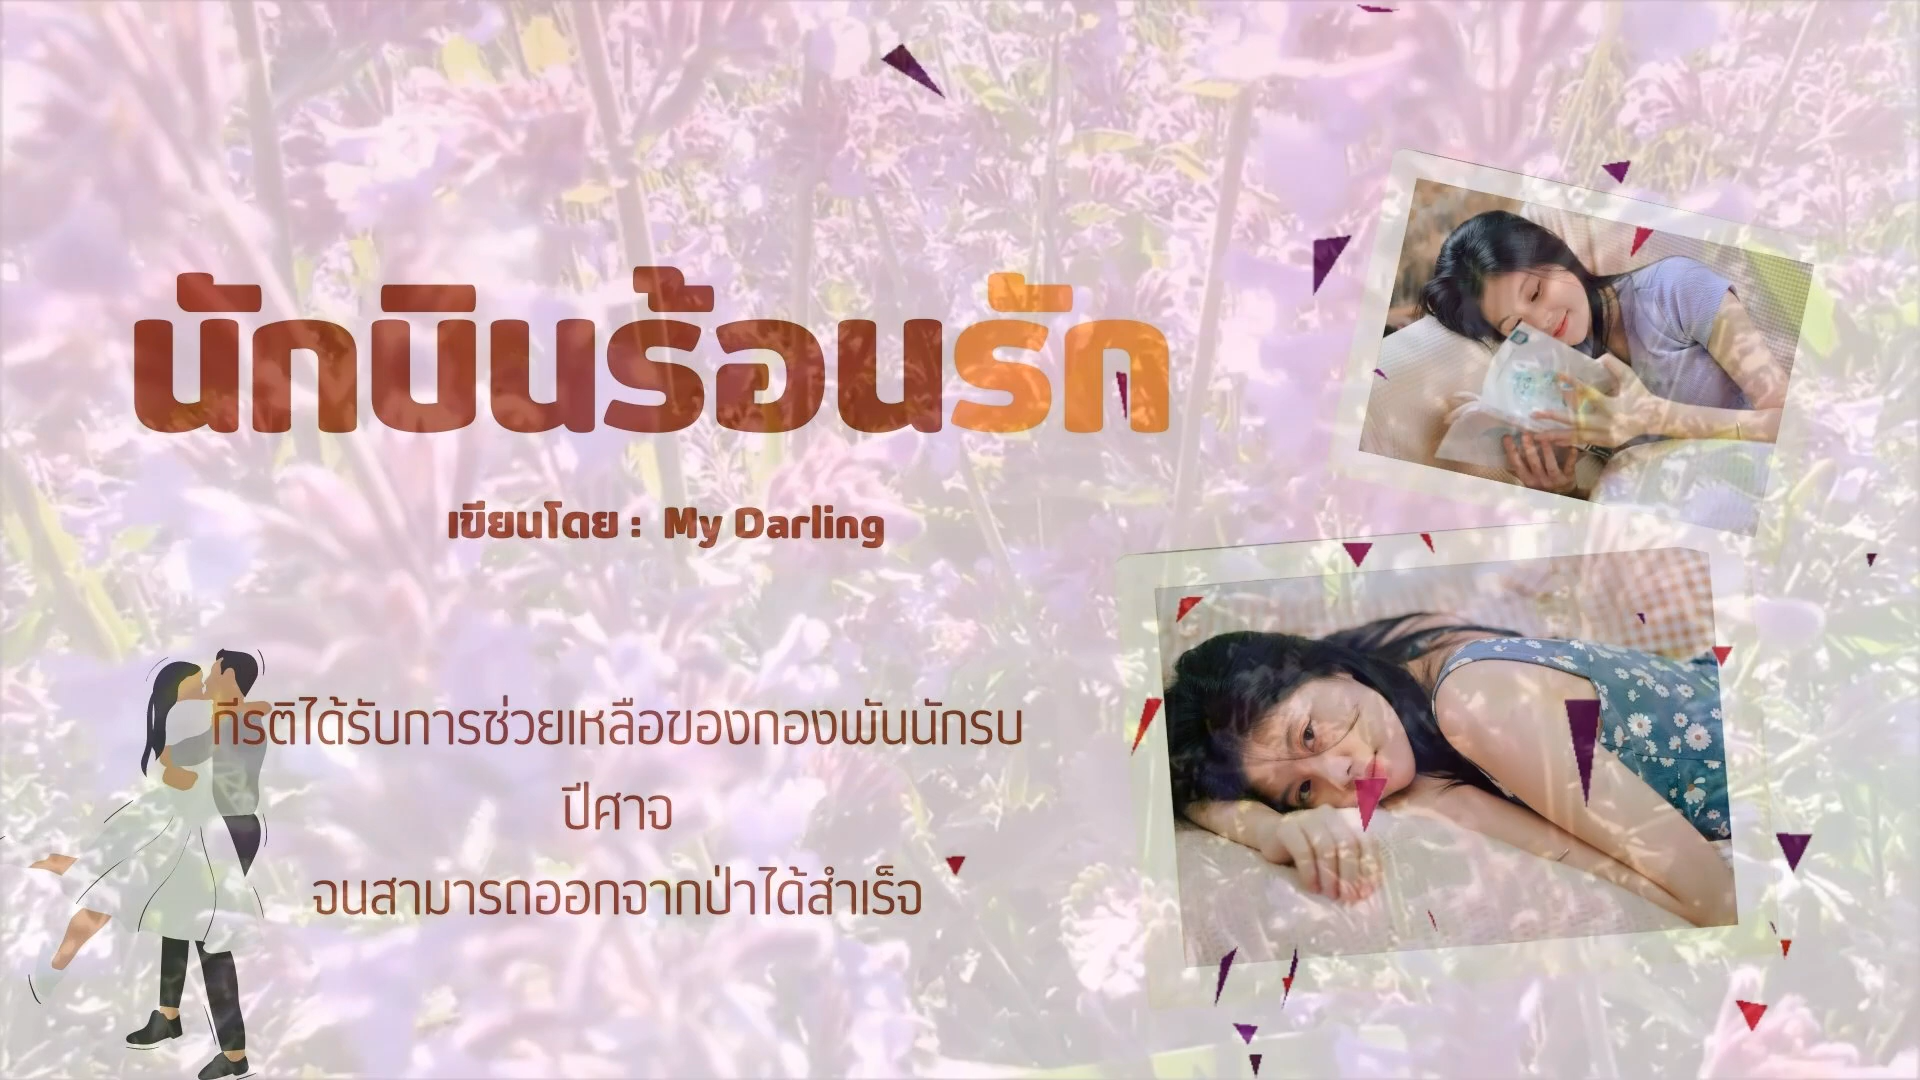 นักบินร้อนรัก
เขียนโดย : My Darling
กีรติได้รับการช่วยเหลือของกองพันนักรบ
ปีศาจ
จนสามารถออกจากป่าได้สำเร็จ